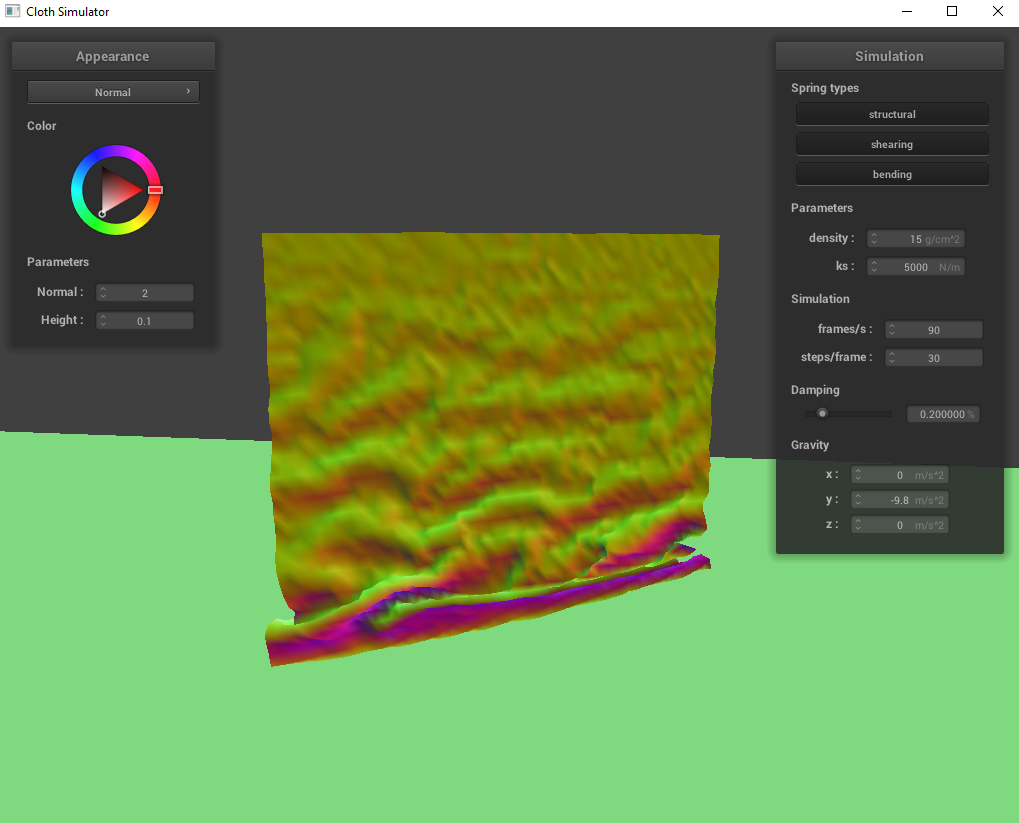 Cloth Simulator
Appearance
Normal
Color
Parameters
Normal : 2
Height : 0.1
Simulation
Spring types
structural
shearing
bending
Parameters
density : 15 g/cm^2
ks : 5000 N/m
Simulation
frames/s : 90
steps/frame : 30
Damping
0.200000 %
Gravity
x : 0 m/s^2
y : -9.8 m/s^2
z : 0 m/s^2